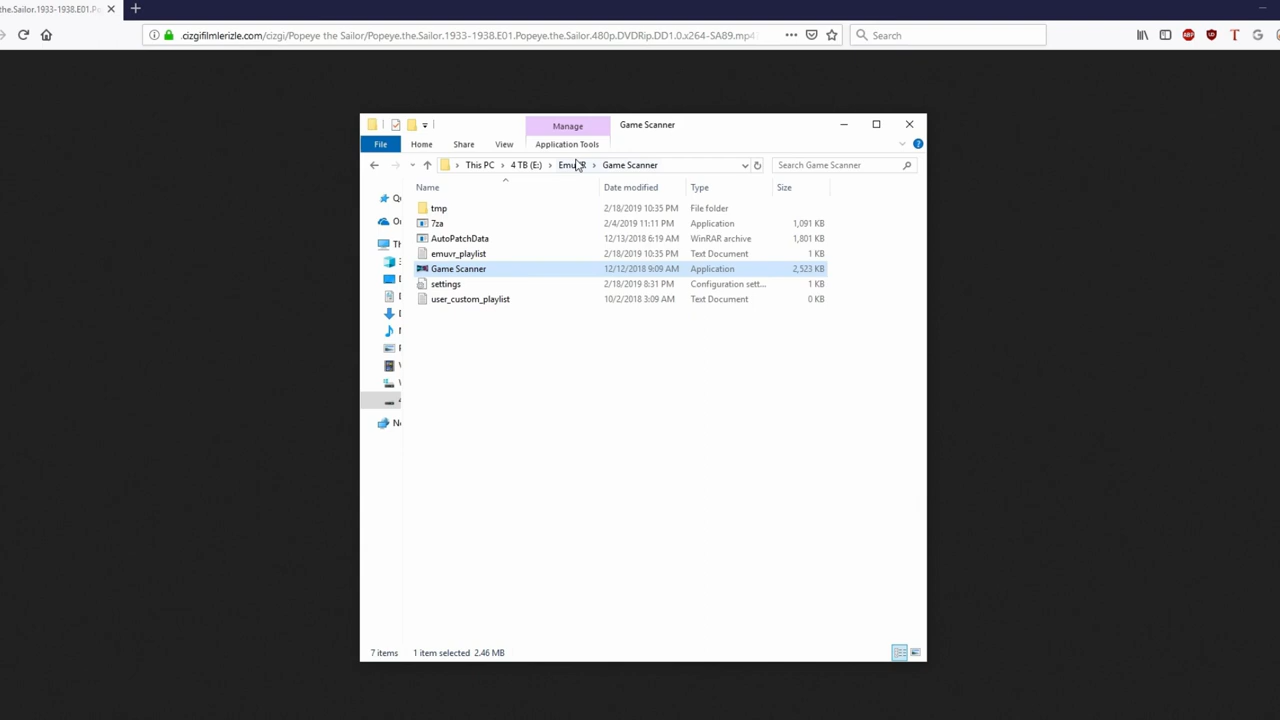 the.Sailor.1933-1938.E01.Po
.cizgifilmlerizle.com/cizgi/Popeye the Sailor/Popeye.the.Sailor.1933-1938.E01.Popeye.the.Sailor.480p.DVDRip.DD1.0.x264-SA89.mp4
Search
ABP
T
G
Manage
Game Scanner
File
Home
Share
View
Application Tools
This PC
4 TB (E:)
Game Scanner
Search Game Scanner
Name
Date modified
Type
Size
tmp
2/18/2019 10:35 PM
File folder
7za
2/4/2019 11:11 PM
Application
1,091 KB
AutoPatchData
12/13/2018 6:19 AM
WinRAR archive
1,801 KB
emuvr_playlist
2/18/2019 10:35 PM
Text Document
1 KB
Game Scanner
12/12/2018 9:09 AM
Application
2,523 KB
settings
2/18/2019 8:31 PM
Configuration sett...
1 KB
user_custom_playlist
10/2/2018 3:09 AM
Text Document
0 KB
7 items
1 item selected 2.46 MB